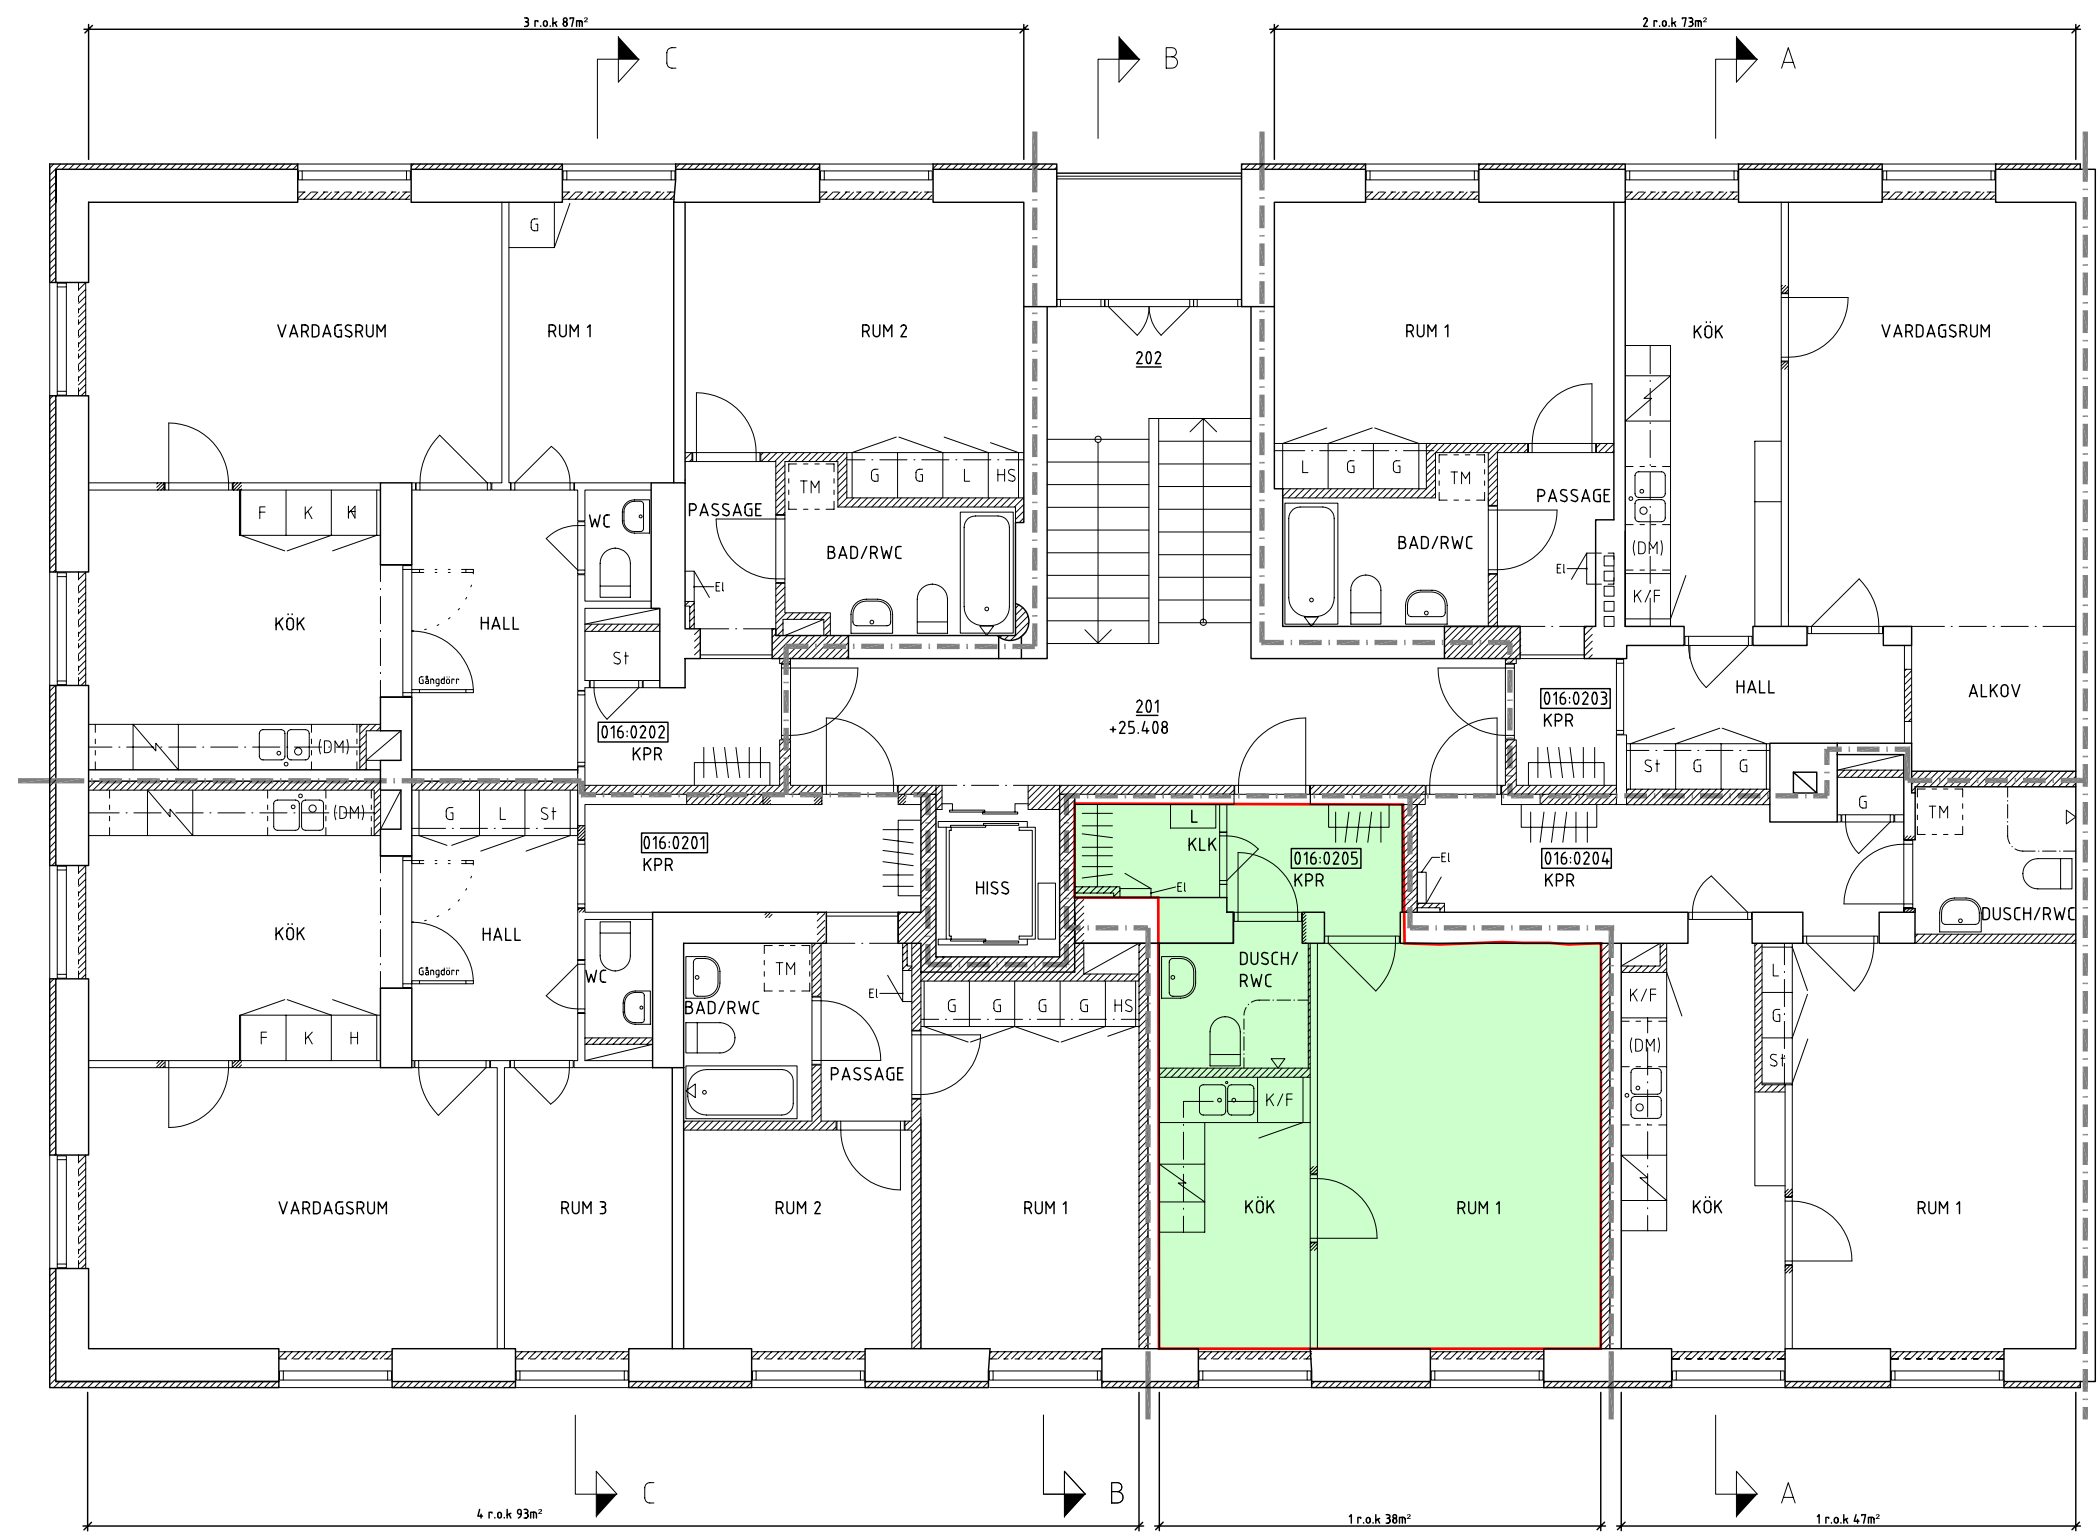 3 r.o.k 87m²
2 r.o.k 73m²
C
B
A
G
VARDAGSRUM
RUM 1
RUM 2
202
RUM 1
KÖK
VARDAGSRUM
G
G
L
HS
L
G
G
TM
TM
F
K
K
WC
PASSAGE
PASSAGE
BAD/RWC
BAD/RWC
(DM)
El
El
K/F
KÖK
HALL
St
Gångdörr
HALL
ALKOV
016:0202
KPR
201
+25.408
016:0203
KPR
(DM)
St
G
G
G
TM
(DM)
G
L
St
016:0201
KPR
L
KLK
016:0205
KPR
El
016:0204
KPR
El
HISS
DUSCH/RWC
KÖK
HALL
Gångdörr
WC
TM
BAD/RWC
El
G
G
G
G
HS
DUSCH/
RWC
K/F
L
G
St
(DM)
F
K
H
PASSAGE
K/F
VARDAGSRUM
RUM 3
RUM 2
RUM 1
KÖK
RUM 1
KÖK
RUM 1
C
B
A
4 r.o.k 93m²
1 r.o.k 38m²
1 r.o.k 47m²